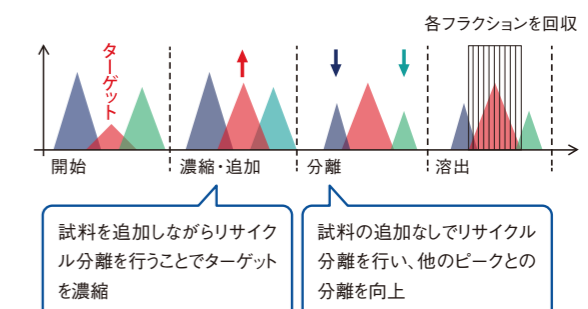 各フラクションを回収
ターゲット
開始
濃縮・追加
分離
溶出
試料を追加しながらリサイク
ル分離を行うことでターゲット
を濃縮
試料の追加なしでリサイクル
分離を行い、他のピークとの
分離を向上